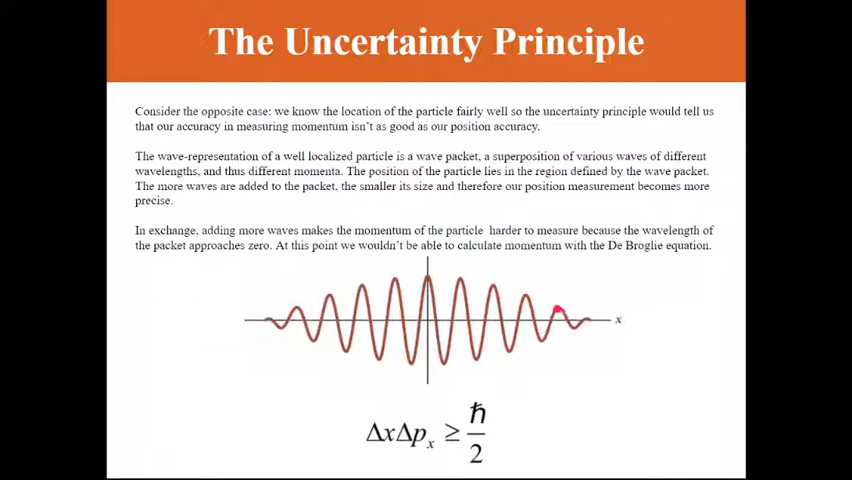 The Uncertainty Principle
Consider the opposite case: we know the location of the particle fairly well so the uncertainty principle would tell us
that our accuracy in measuring momentum isn't as good as our position accuracy.
The wave-representation of a well localized particle is a wave packet, a superposition of various waves of different
wavelengths, and thus different momenta. The position of the particle lies in the region defined by the wave packet.
The more waves are added to the packet, the smaller its size and therefore our position measurement becomes more
precise.
In exchange, adding more waves makes the momentum of the particle harder to measure because the wavelength of
the packet approaches zero. At this point we wouldn't be able to calculate momentum with the De Broglie equation.
x
ΔxΔpₓ ≥ ħ/2